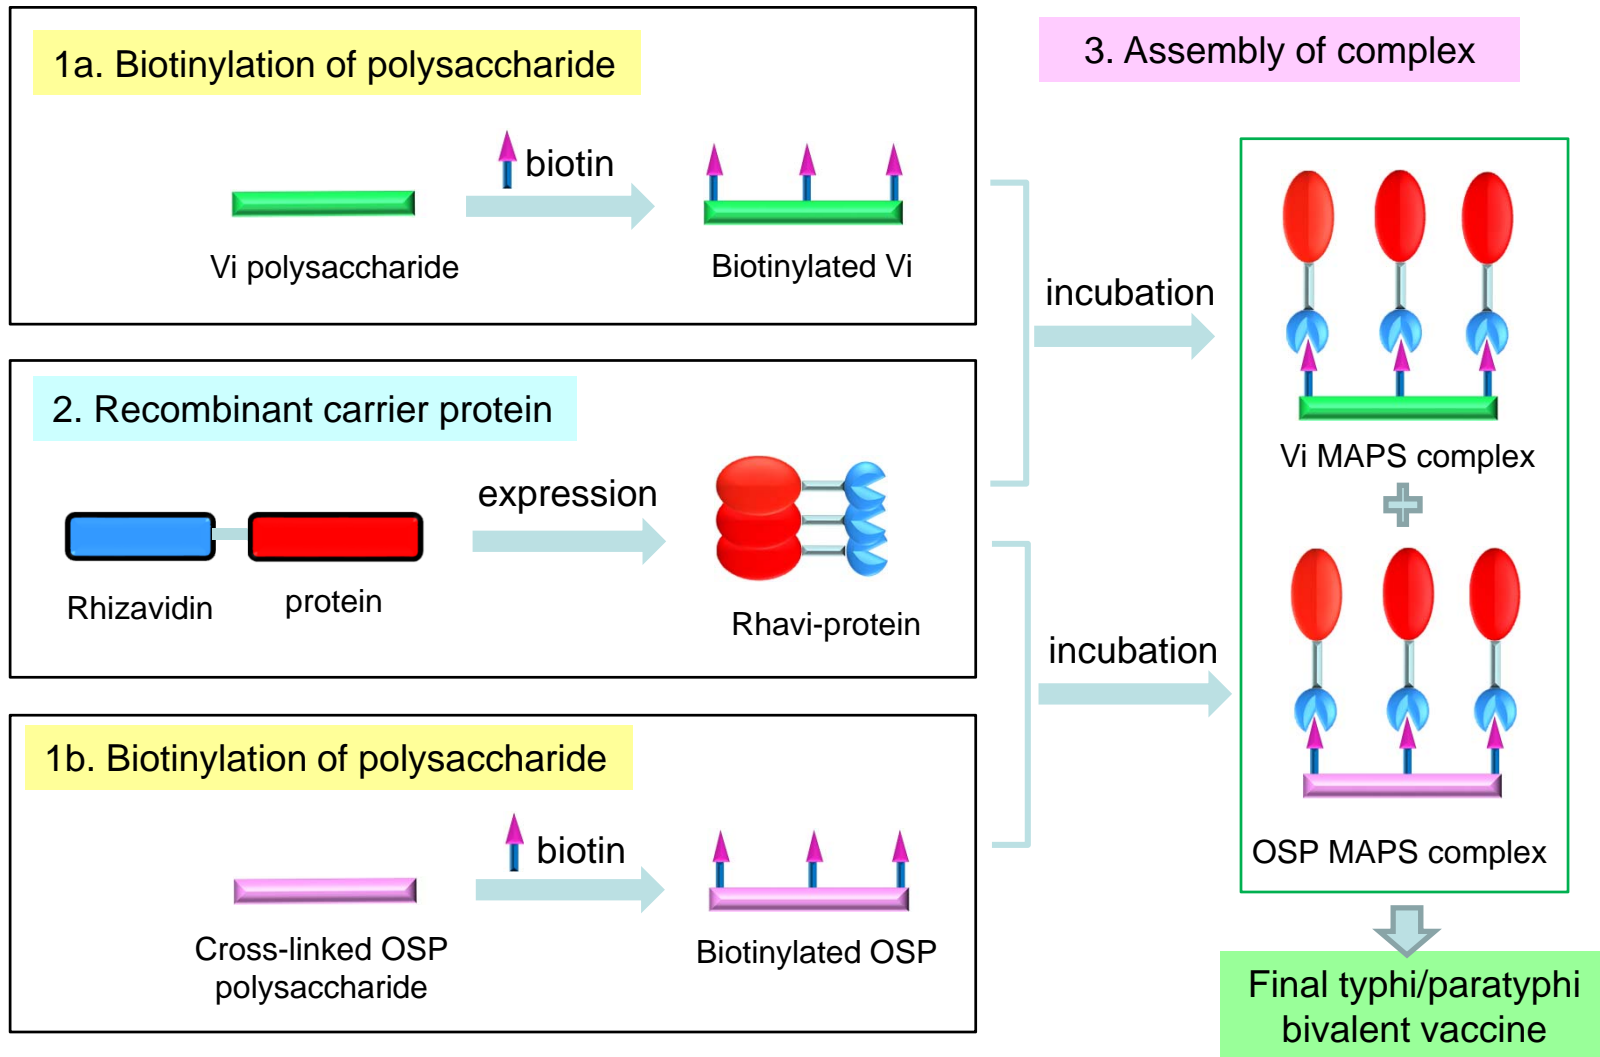 1a. Biotinylation of polysaccharide
biotin
Vi polysaccharide
Biotinylated Vi
2. Recombinant carrier protein
expression
Rhizavidin
protein
Rhavi-protein
1b. Biotinylation of polysaccharide
biotin
Cross-linked OSP
polysaccharide
Biotinylated OSP
3. Assembly of complex
incubation
Vi MAPS complex
incubation
OSP MAPS complex
Final typhi/paratyphi
bivalent vaccine